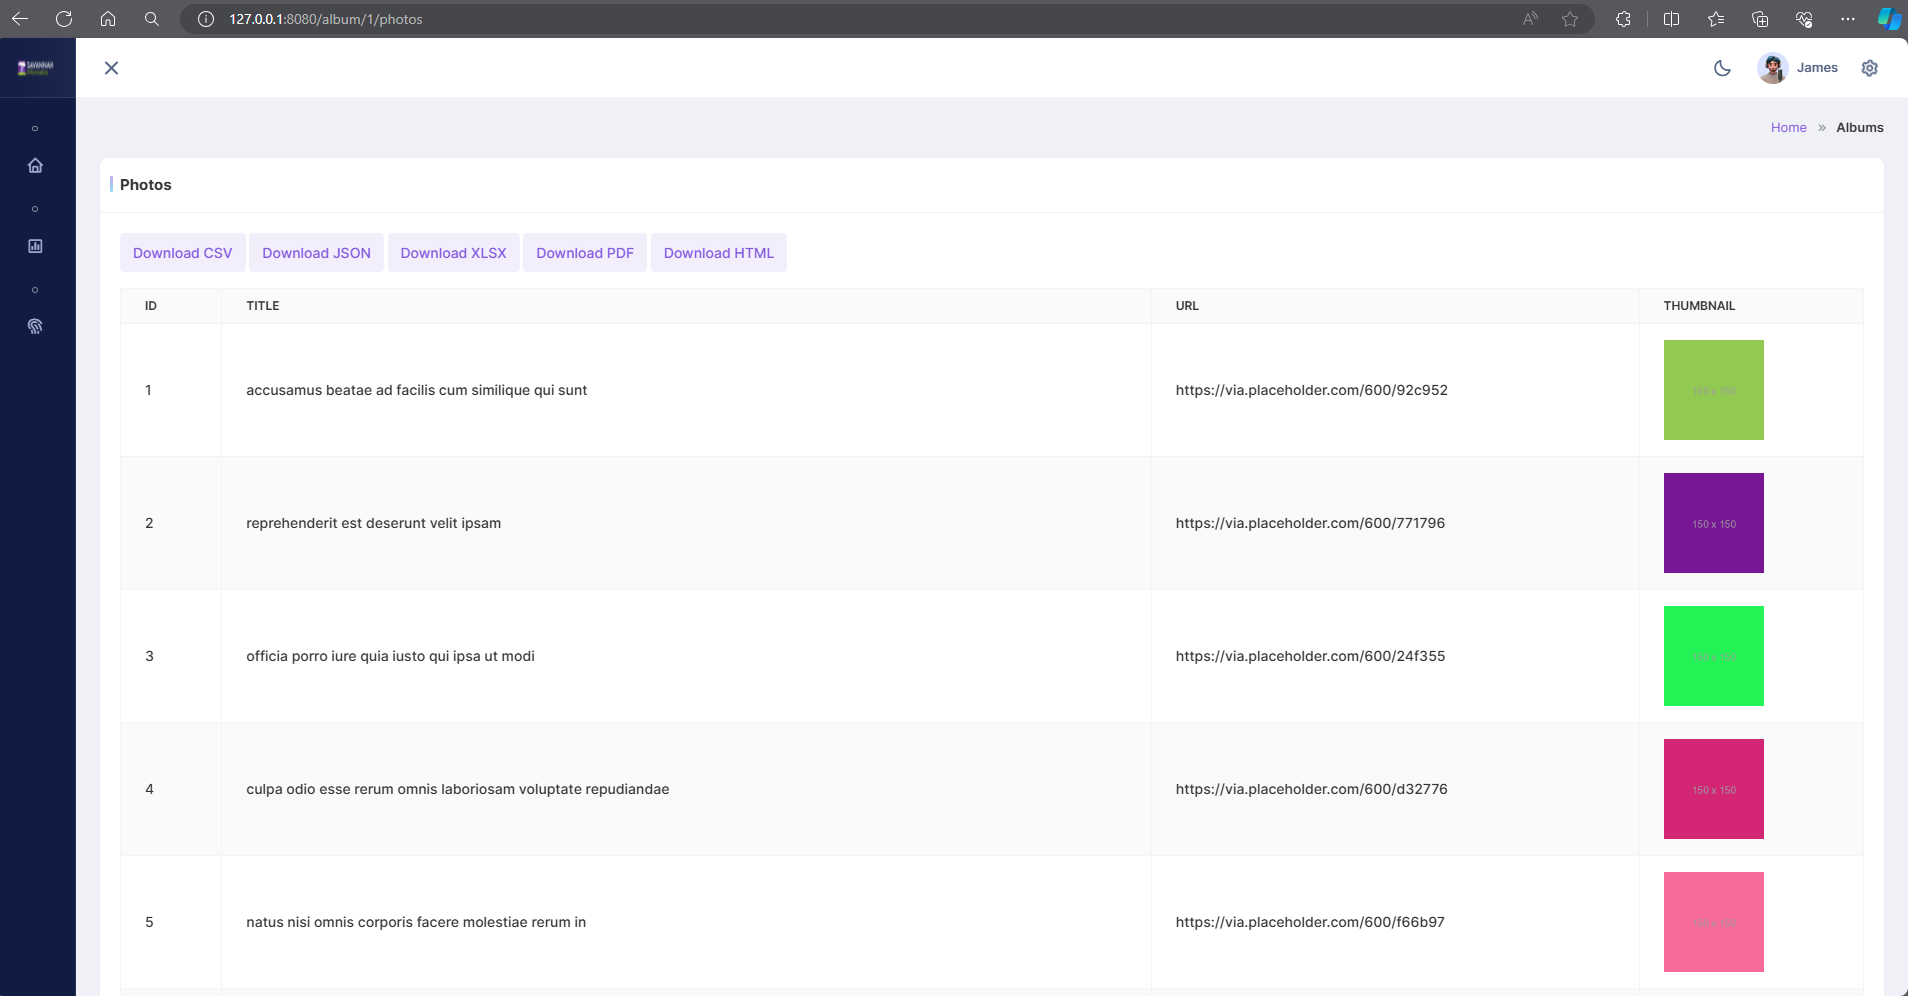 127.0.0.1:8080/album/1/photos
SAVANNAH
James
Home » Albums
Photos
Download CSV Download JSON Download XLSX Download PDF Download HTML
ID TITLE URL THUMBNAIL
1 accusamus beatae ad facilis cum similique qui sunt https://via.placeholder.com/600/92c952 150 x 150
2 reprehenderit est deserunt velit ipsam https://via.placeholder.com/600/771796 150 x 150
3 officia porro iure quia iusto qui ipsa ut modi https://via.placeholder.com/600/24f355 150 x 150
4 culpa odio esse rerum omnis laboriosam voluptate repudiandae https://via.placeholder.com/600/d32776 150 x 150
5 natus nisi omnis corporis facere molestiae rerum in https://via.placeholder.com/600/f66b97 150 x 150